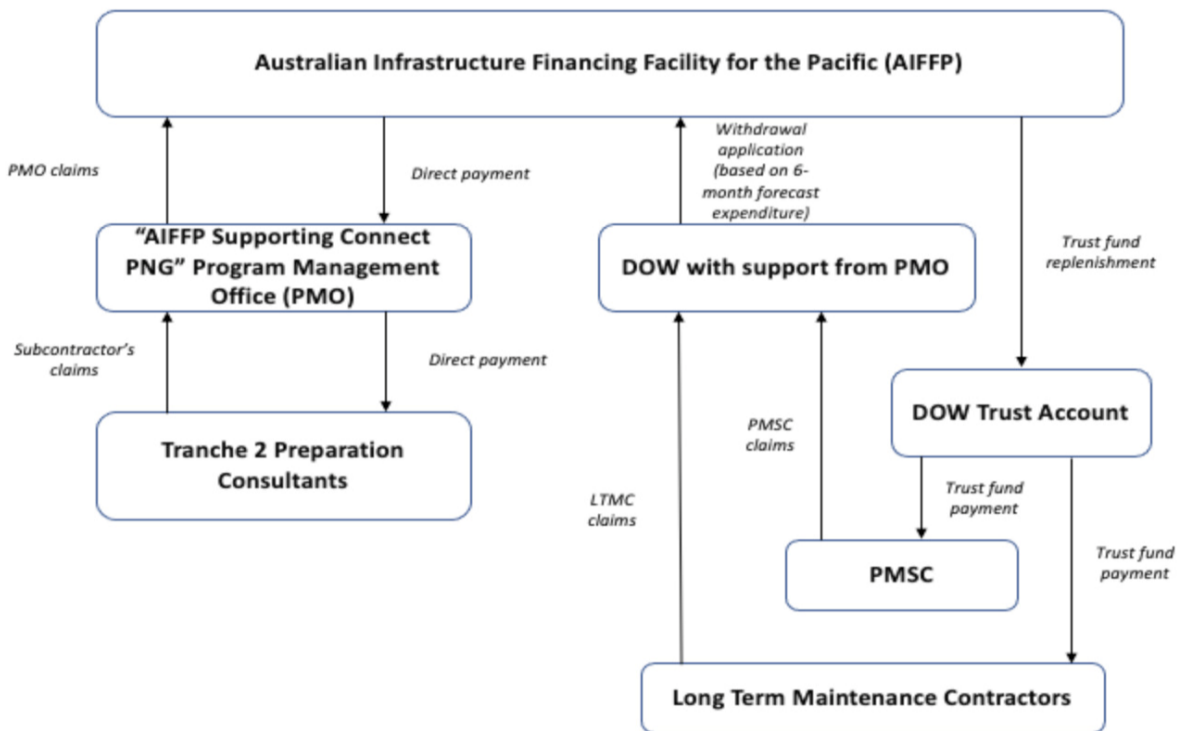 Australian Infrastructure Financing Facility for the Pacific (AIFFP)
PMO claims
Direct payment
Withdrawal
application
(based on 6-
month forecast
expenditure)
Trust fund
replenishment
“AIFFP Supporting Connect
PNG” Program Management
Office (PMO)
DOW with support from PMO
Subcontractor’s
claims
Direct payment
DOW Trust Account
Tranche 2 Preparation
Consultants
PMSC
claims
LTMC
claims
Trust fund
payment
Trust fund
payment
PMSC
Long Term Maintenance Contractors